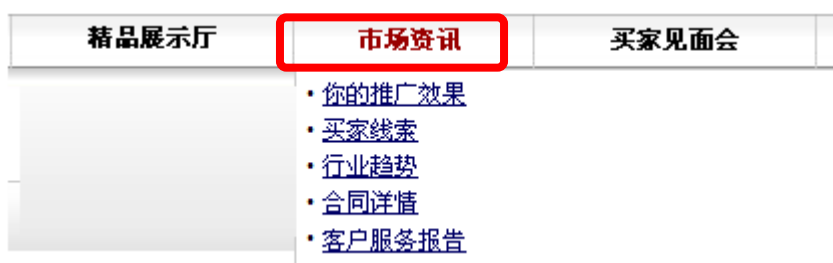 精品展示厅 市场资讯 买家见面会
• 你的推广效果
• 买家线索
• 行业趋势
• 合同详情
• 客户服务报告